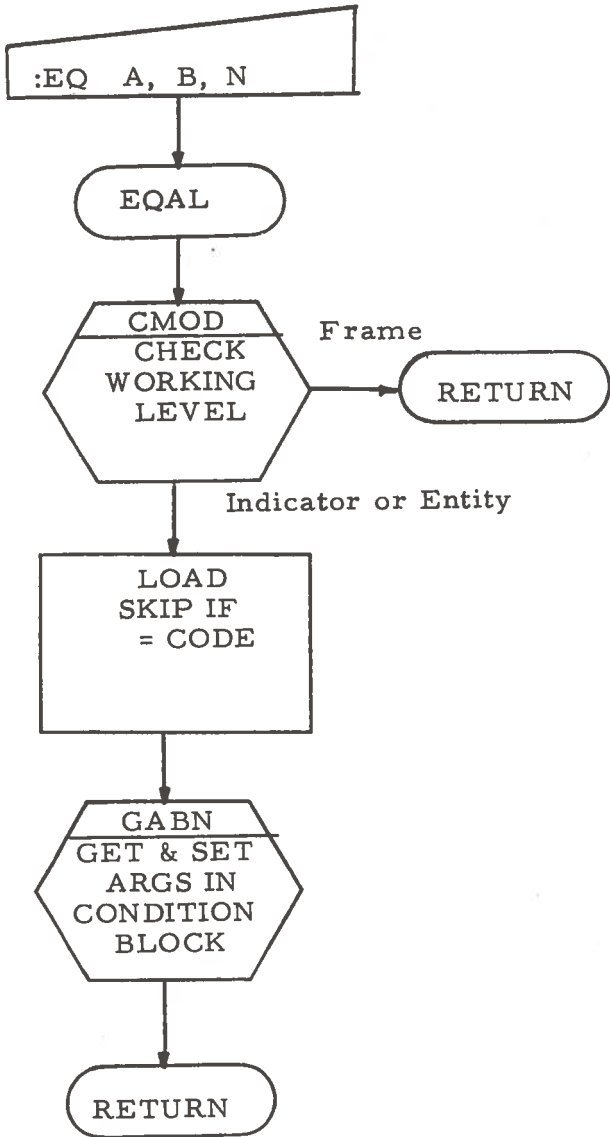 :EQ A, B, N
EQAL
CMOD
CHECK
WORKING
LEVEL
Frame
RETURN
Indicator or Entity
LOAD
SKIP IF
= CODE
GABN
GET & SET
ARGS IN
CONDITION
BLOCK
RETURN